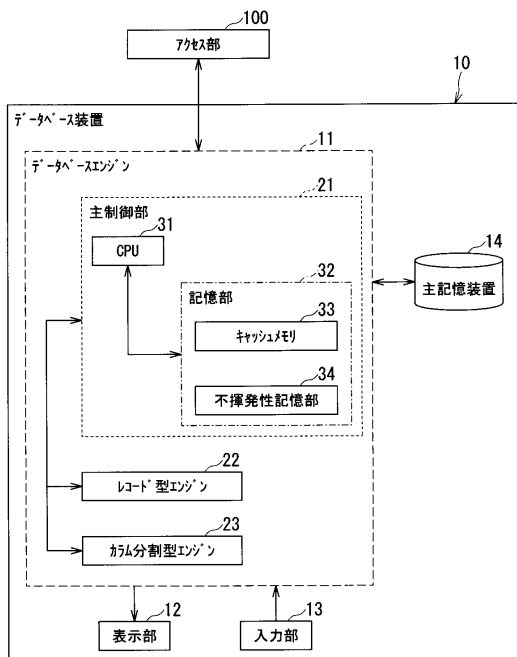 100
アクセス部
10
データベース装置
11
データベースエンジン
21
主制御部
31
CPU
32
記憶部
33
キャッシュメモリ
34
不揮発性記憶部
14
主記憶装置
22
レコード型エンジン
23
カラム分割型エンジン
12
表示部
13
入力部